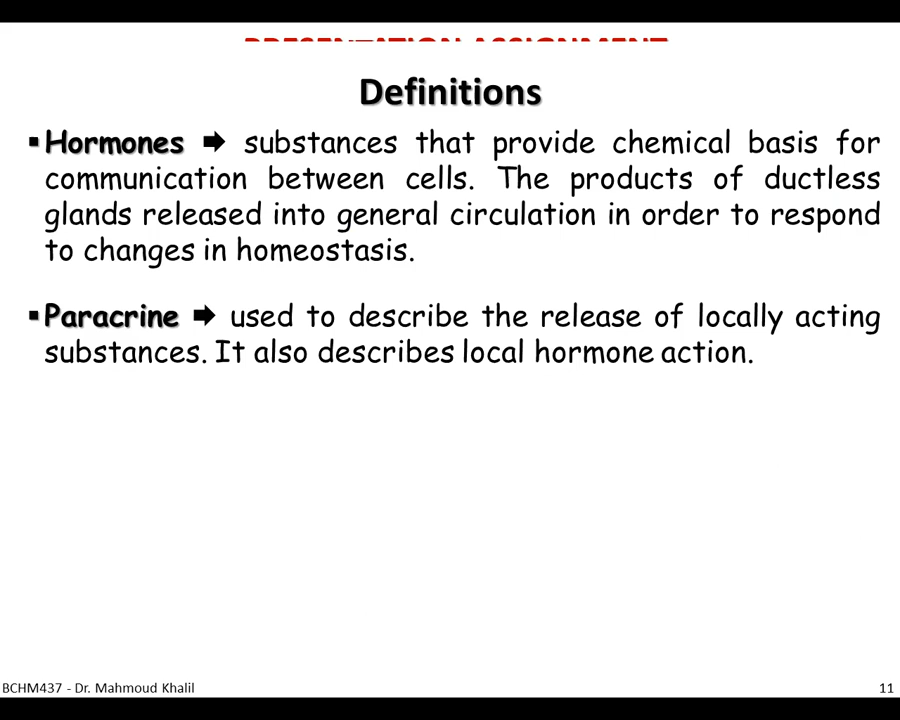 PRESENTATION ASSIGNMENT
Definitions
▪Hormones 🡺 substances that provide chemical basis for
communication between cells. The products of ductless
glands released into general circulation in order to respond
to changes in homeostasis.
▪Paracrine 🡺 used to describe the release of locally acting
substances. It also describes local hormone action.
BCHM437 - Dr. Mahmoud Khalil
11